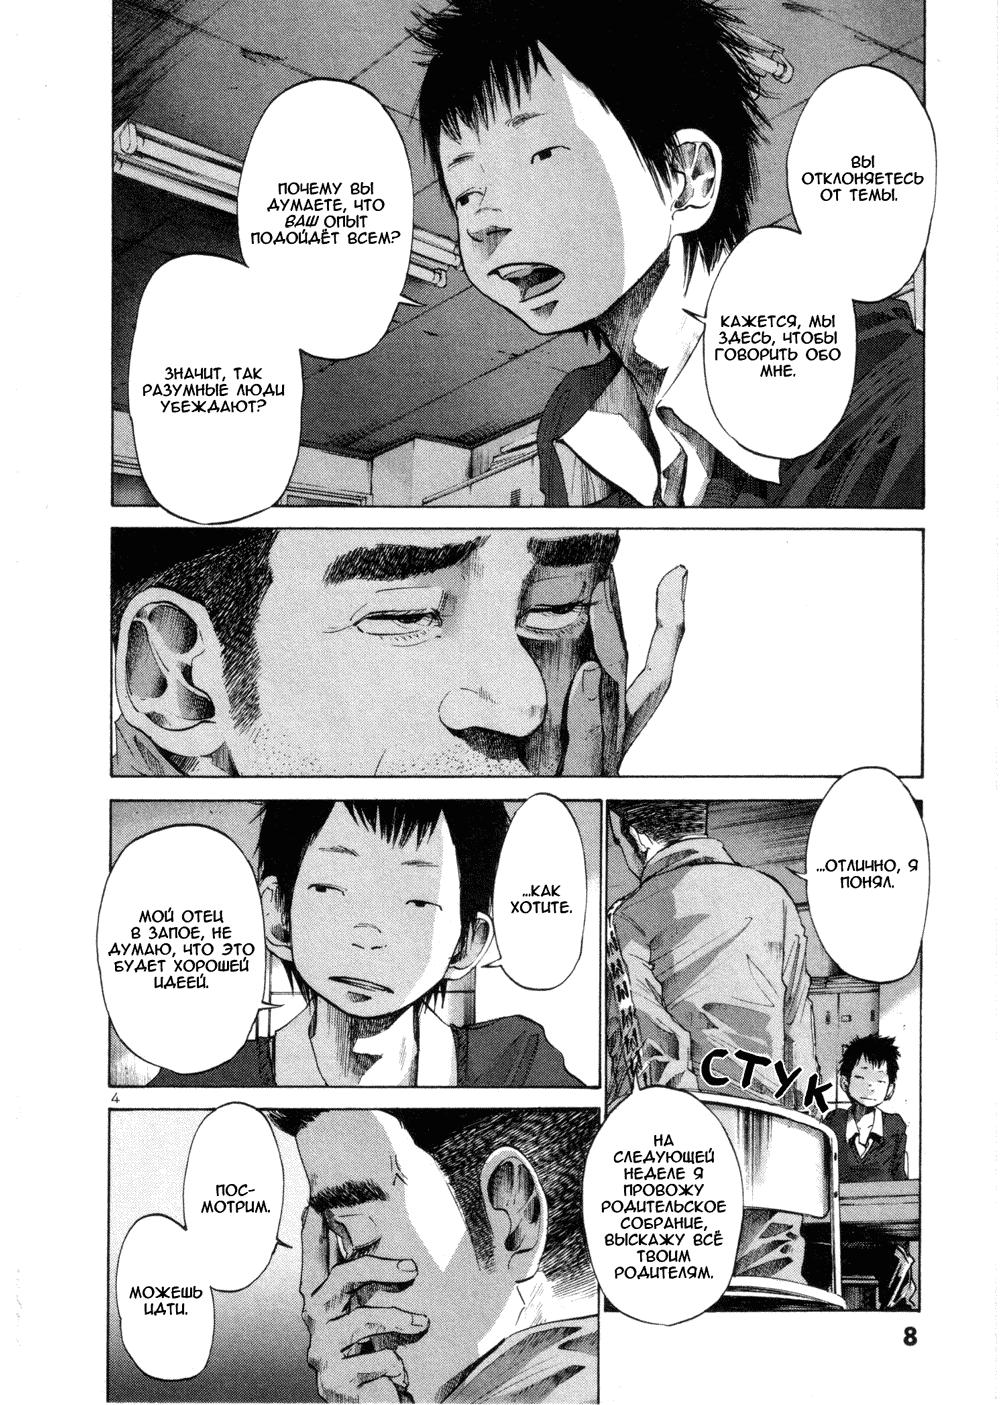 ВЫ
ОТКЛОНЯЕТЕСЬ
ОТ ТЕМЫ.
КАЖЕТСЯ, МЫ
ЗДЕСЬ, ЧТОБЫ
ГОВОРИТЬ ОБО
МНЕ.
ПОЧЕМУ ВЫ
ДУМАЕТЕ, ЧТО
ВАШ ОПЫТ
ПОДОЙДЁТ ВСЕМ?
ЗНАЧИТ, ТАК
РАЗУМНЫЕ ЛЮДИ
УБЕЖДАЮТ?
...ОТЛИЧНО, Я
ПОНЯЛ.
СТУК
НА
СЛЕДУЮЩЕЙ
НЕДЕЛЕ Я
ПРОВОЖУ
РОДИТЕЛЬСКОЕ
СОБРАНИЕ,
ВЫСКАЖУ ВСЁ
ТВОИМ
РОДИТЕЛЯМ.
...КАК
ХОТИТЕ.
МОЙ ОТЕЦ
В ЗАПОЕ, НЕ
ДУМАЮ, ЧТО ЭТО
БУДЕТ ХОРОШЕЙ
ИДЕЕЙ.
4
ПОС-
МОТРИМ.
МОЖЕШЬ
ИДТИ.
8